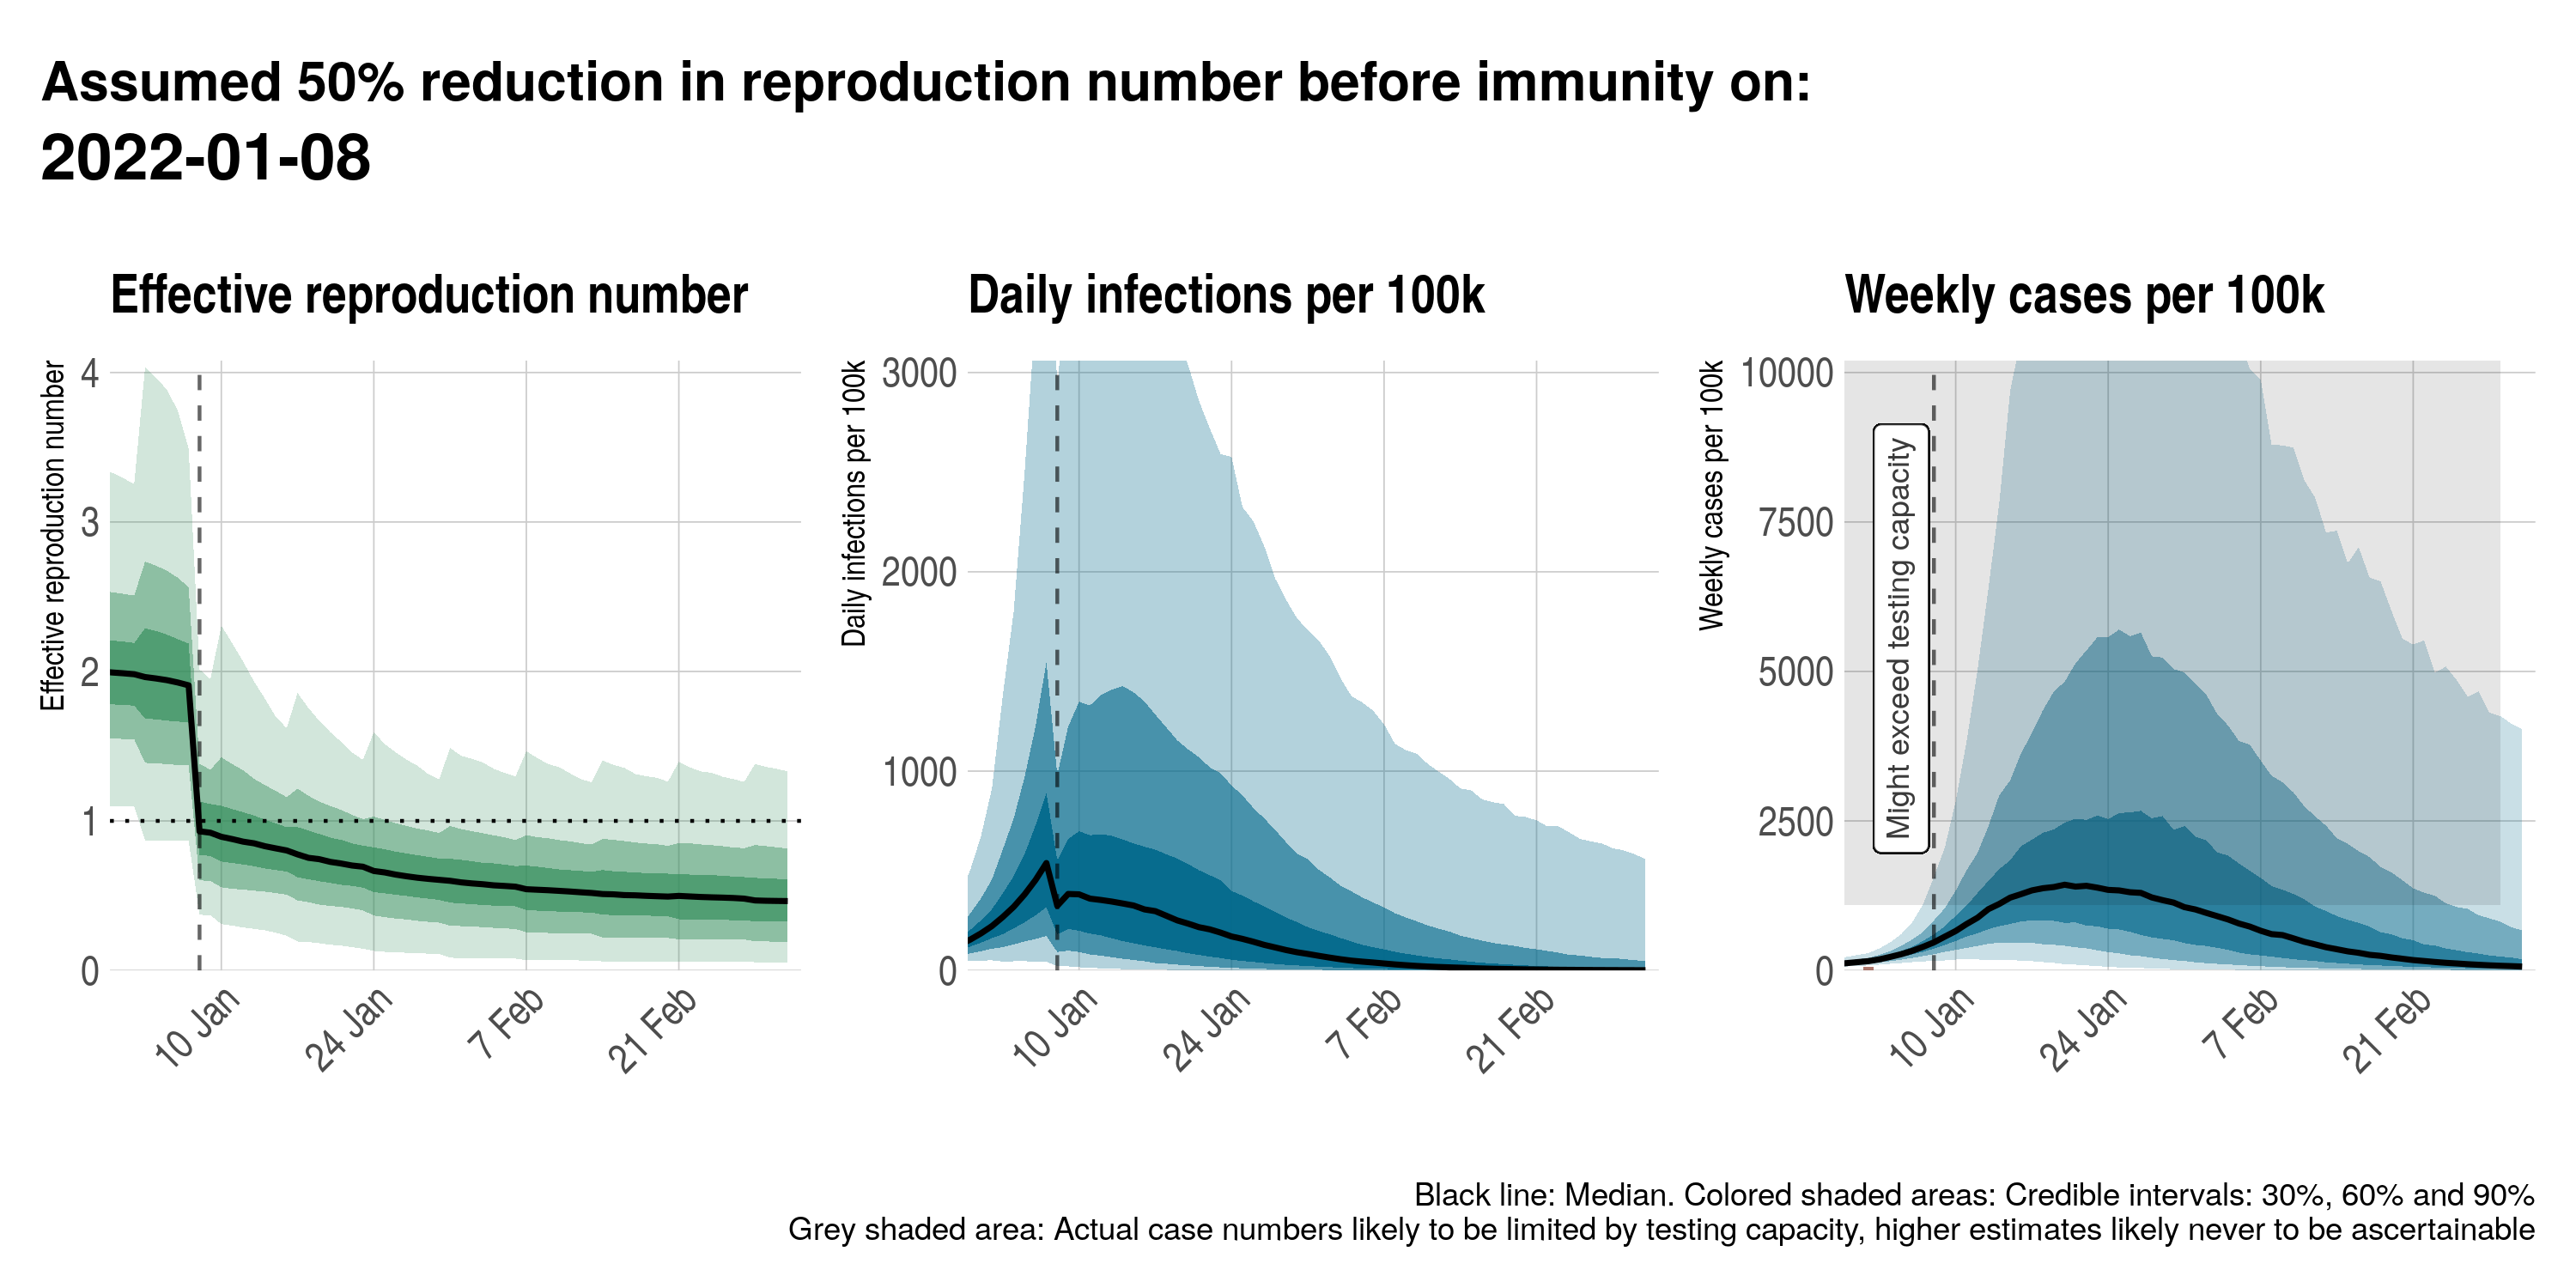 Assumed 50% reduction in reproduction number before immunity on:
2022-01-08
Effective reproduction number
Effective reproduction number
4
3
2
1
0
10 Jan
24 Jan
7 Feb
21 Feb
Daily infections per 100k
Daily infections per 100k
3000
2000
1000
0
10 Jan
24 Jan
7 Feb
21 Feb
Weekly cases per 100k
Weekly cases per 100k
10000
7500
5000
2500
0
Might exceed testing capacity
10 Jan
24 Jan
7 Feb
21 Feb
Black line: Median. Colored shaded areas: Credible intervals: 30%, 60% and 90%
Grey shaded area: Actual case numbers likely to be limited by testing capacity, higher estimates likely never to be ascertainable